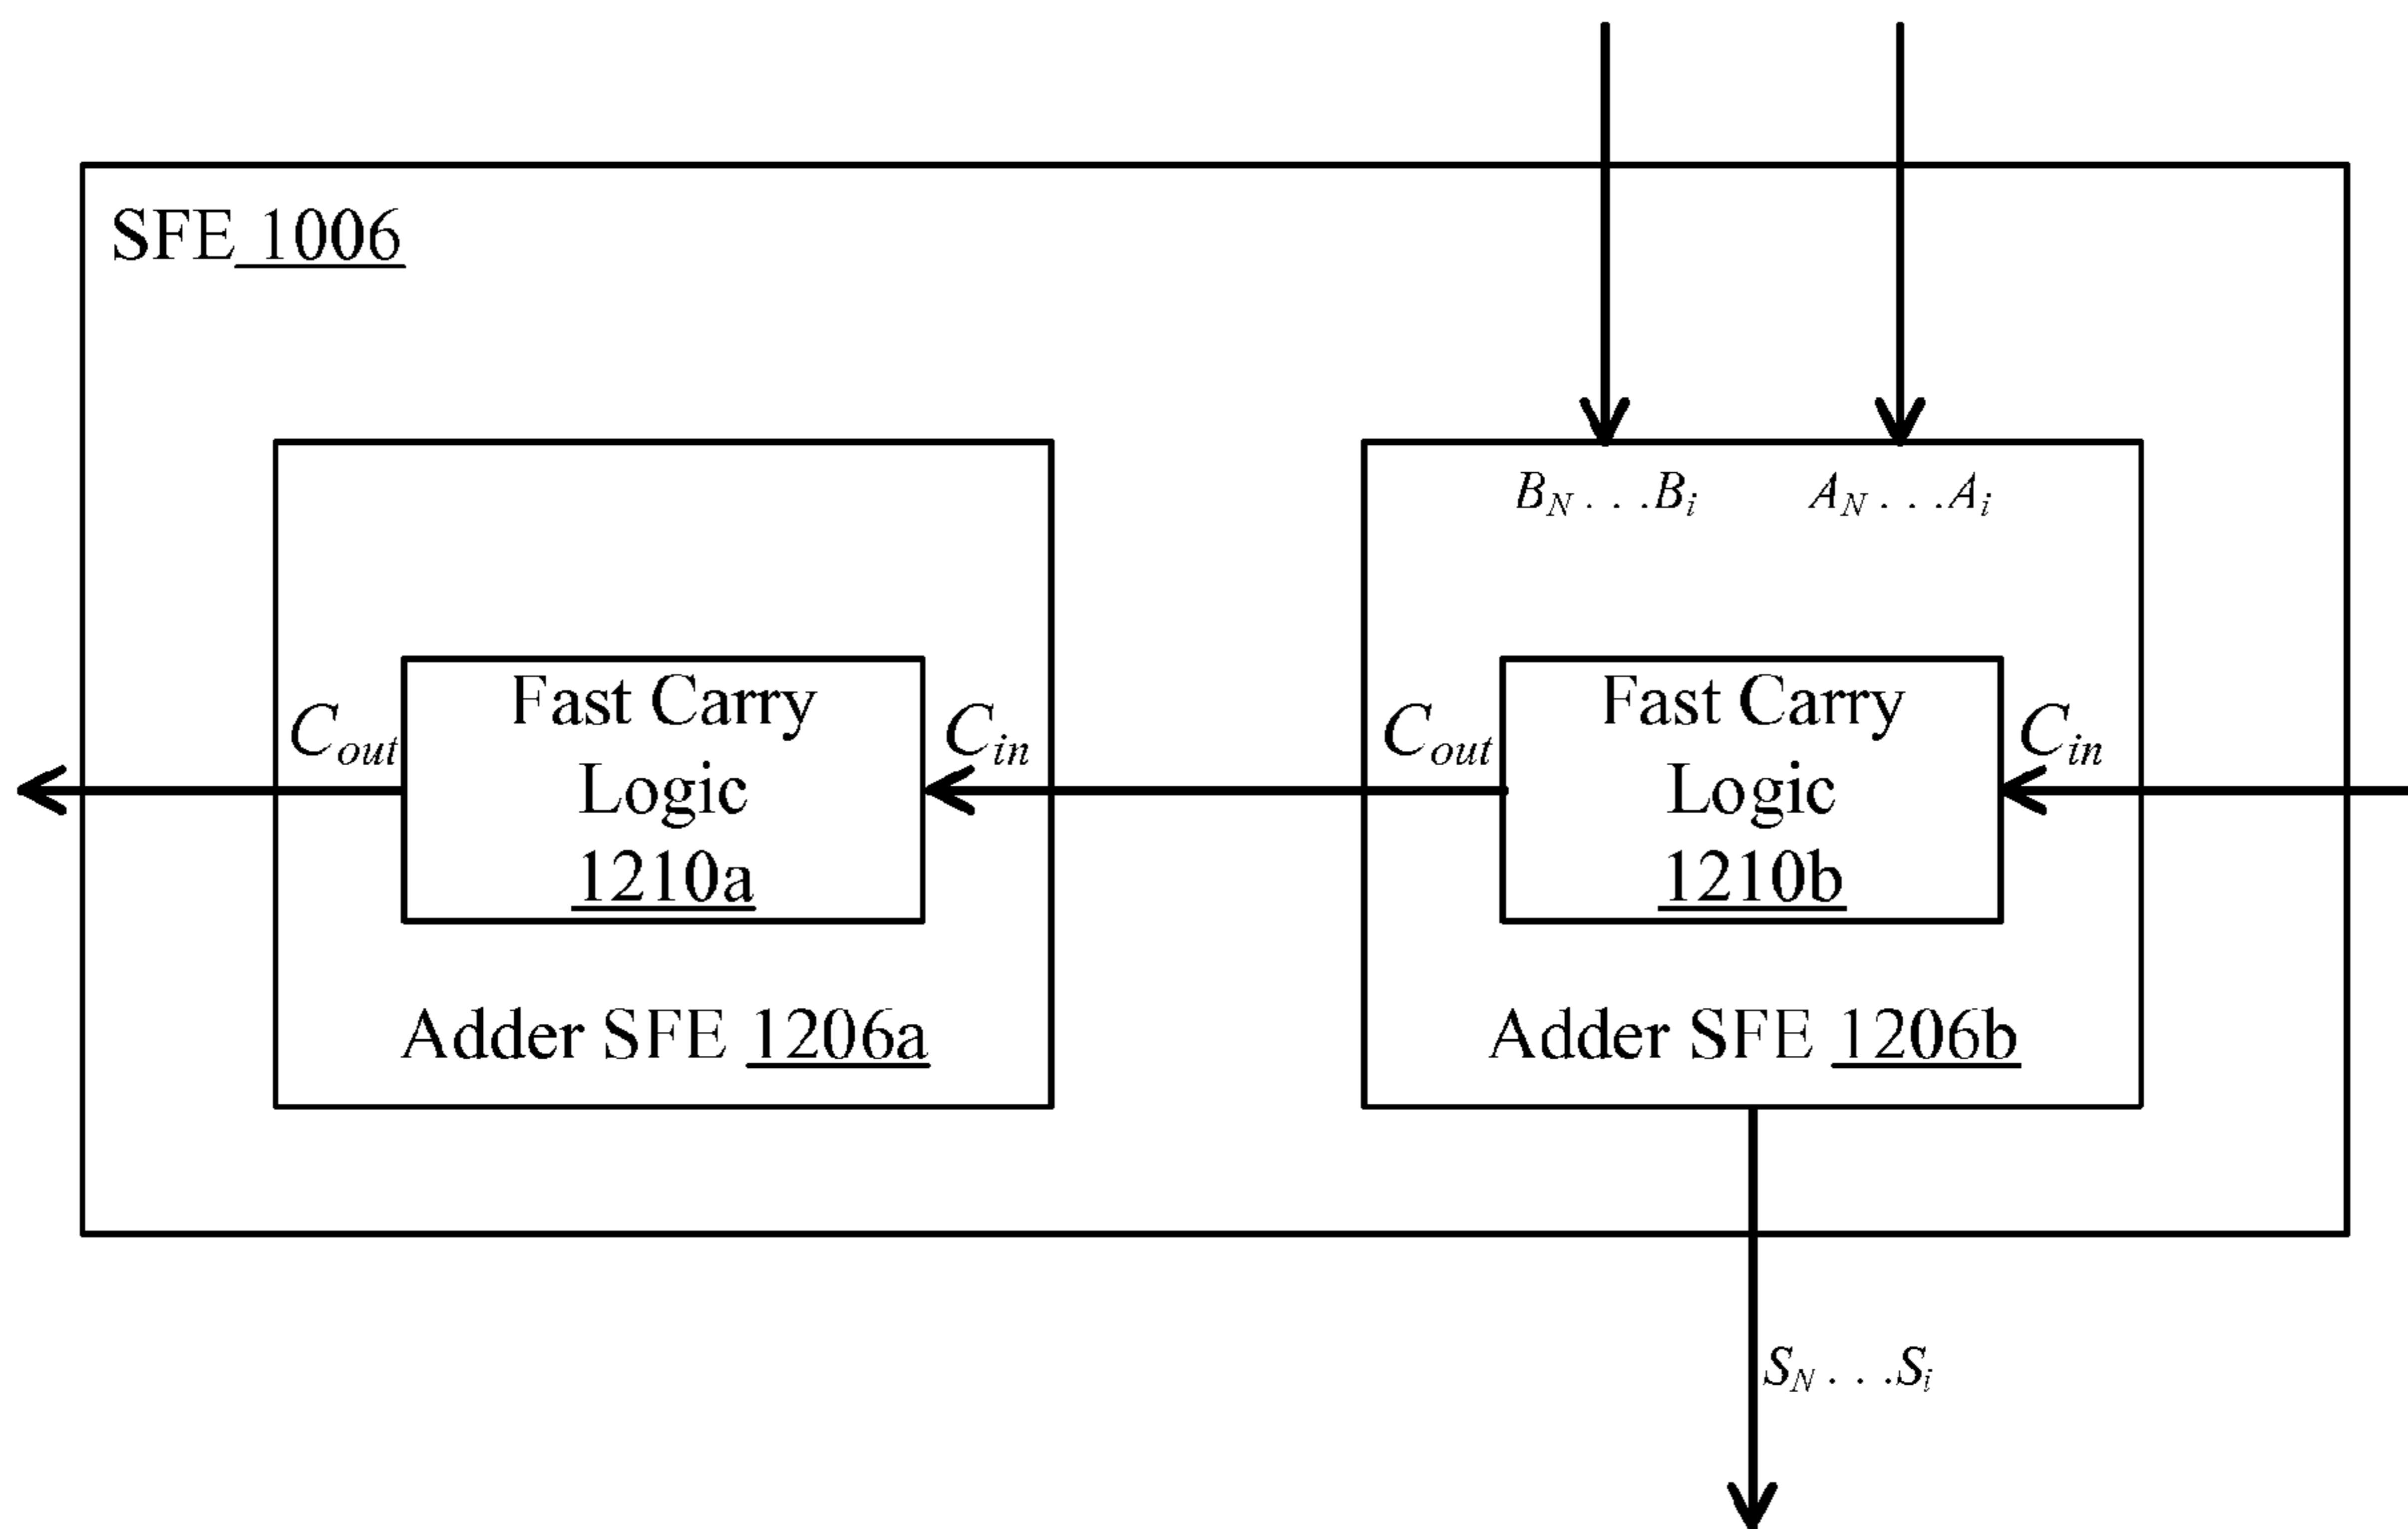 SFE 1006
B_N . . .B_i
A_N . . .A_i
C_out
Fast Carry
Logic
1210a
C_in
Adder SFE 1206a
C_out
Fast Carry
Logic
1210b
C_in
Adder SFE 1206b
S_N . . .S_i